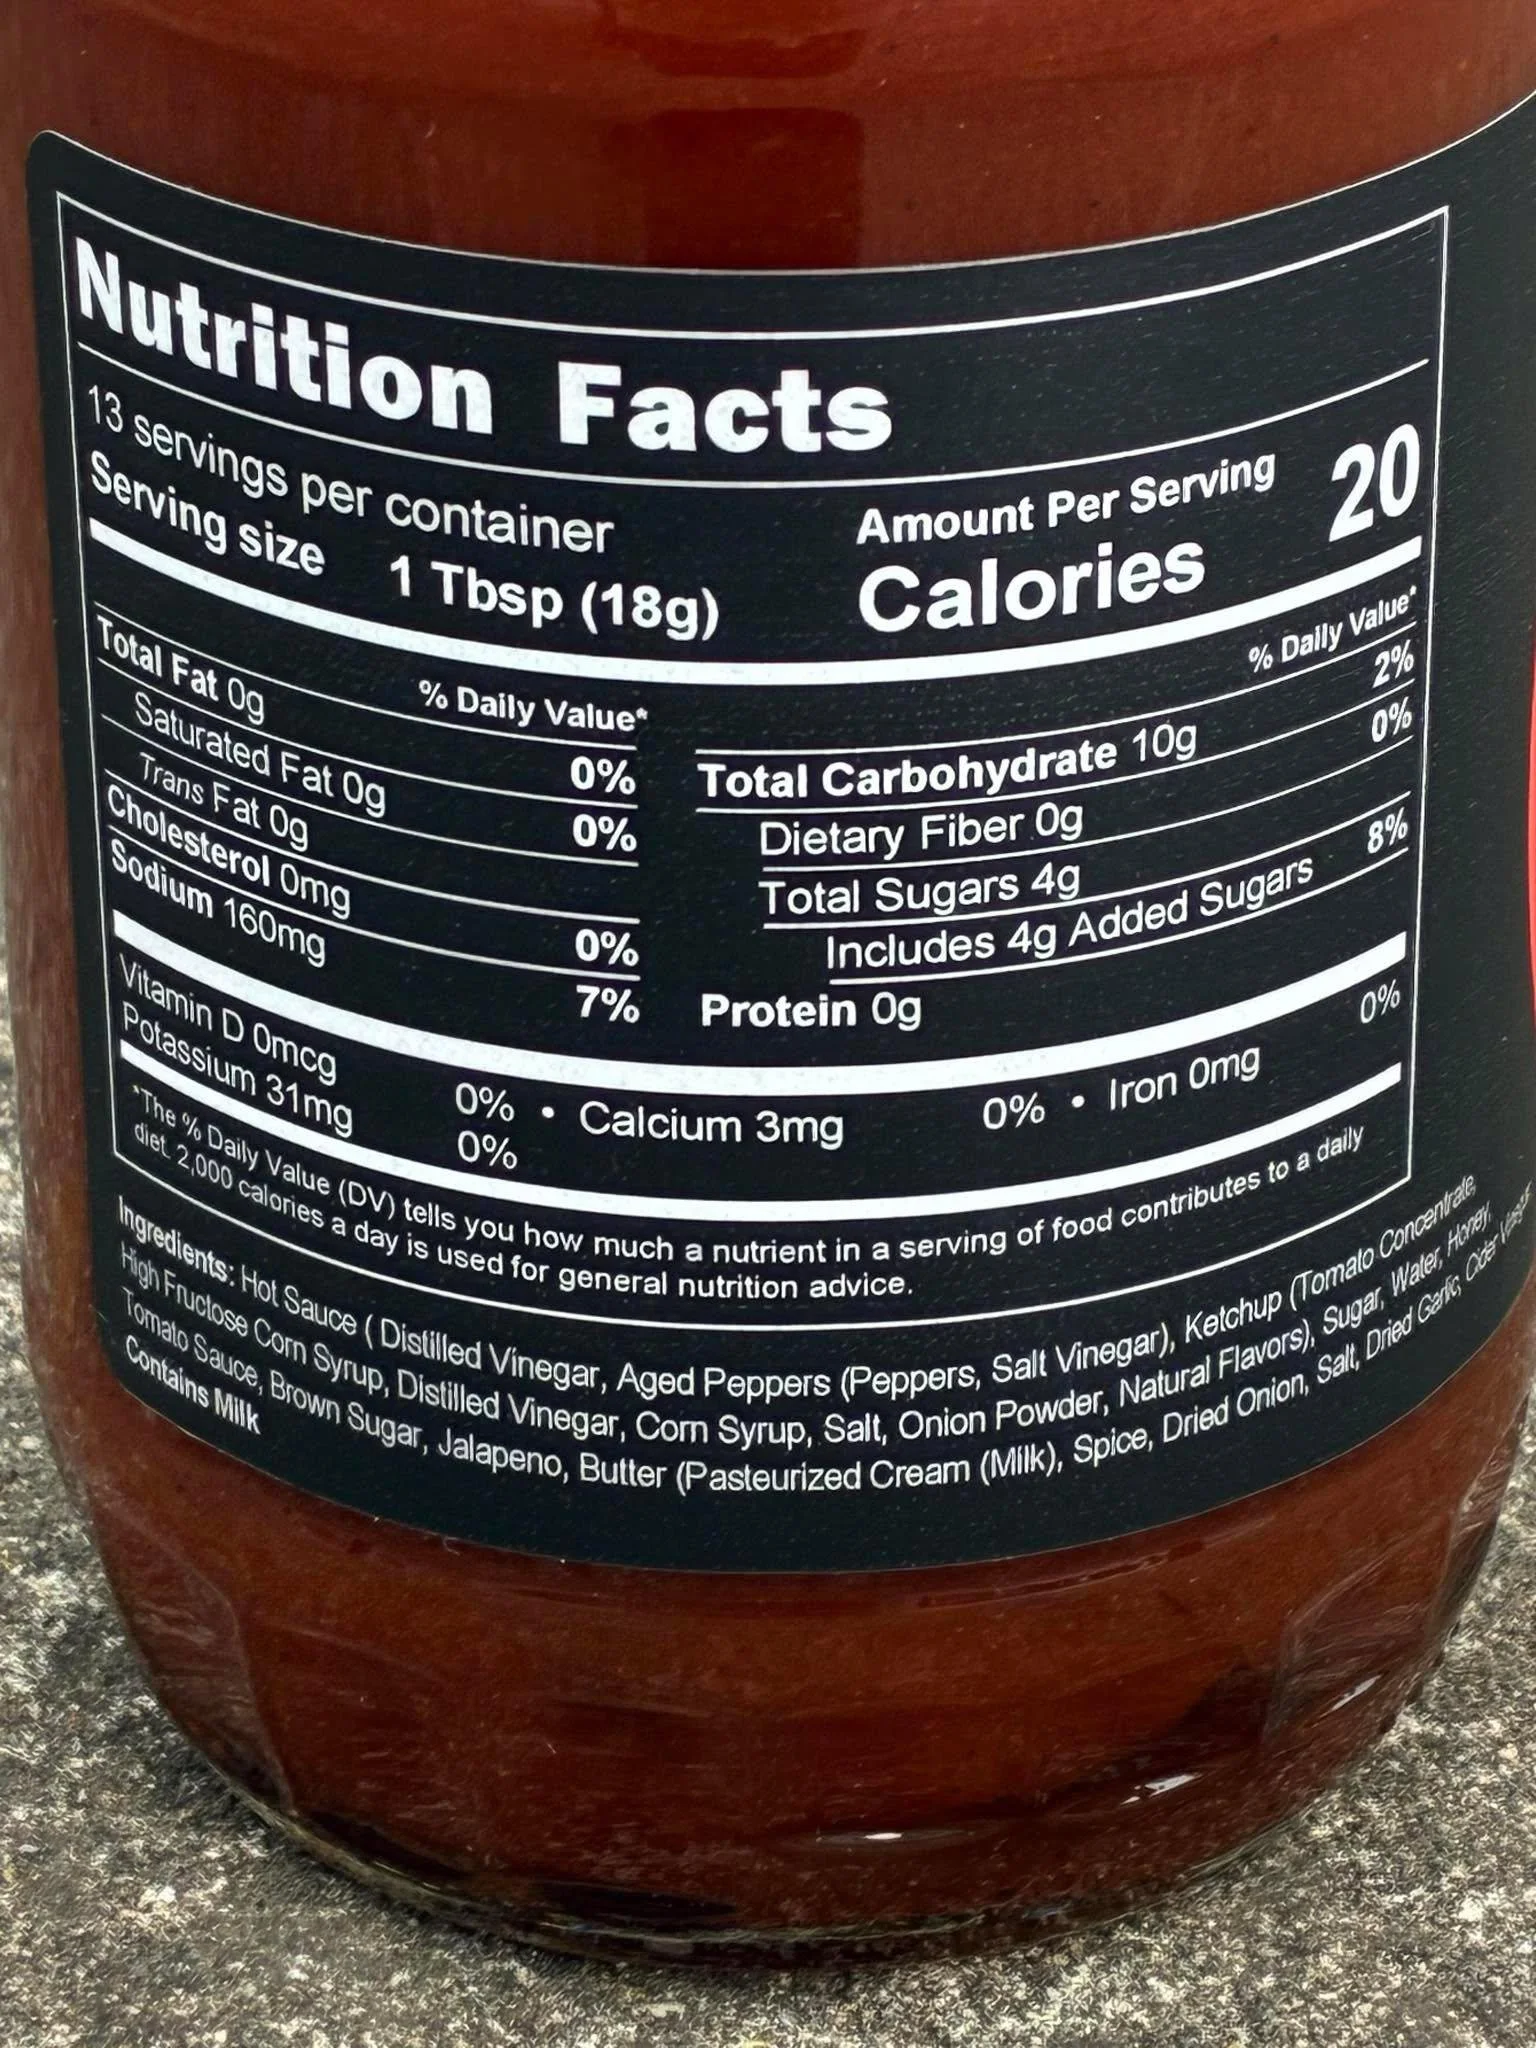 Nutrition Facts
13 servings per container
Serving size 1 Tbsp (18g)
Amount Per Serving
Calories 20
% Daily Value*
Total Fat 0g 0%
Saturated Fat 0g 0%
Trans Fat 0g
Cholesterol 0mg 0%
Sodium 160mg 7%
% Daily Value*
Total Carbohydrate 10g 2%
Dietary Fiber 0g 0%
Total Sugars 4g
Includes 4g Added Sugars 8%
Protein 0g
Vitamin D 0mcg 0% • Calcium 3mg 0% • Iron 0mg 0%
Potassium 31mg 0%
*The % Daily Value (DV) tells you how much a nutrient in a serving of food contributes to a daily
diet. 2,000 calories a day is used for general nutrition advice.
Ingredients: Hot Sauce ( Distilled Vinegar, Aged Peppers (Peppers, Salt Vinegar), Ketchup (Tomato Concentrate,
High Fructose Corn Syrup, Distilled Vinegar, Corn Syrup, Salt, Onion Powder, Natural Flavors), Sugar, Water, Honey,
Tomato Sauce, Brown Sugar, Jalapeno, Butter (Pasteurized Cream (Milk), Spice, Dried Onion, Salt, Dried Garlic, Cider Vinegar
Contains Milk